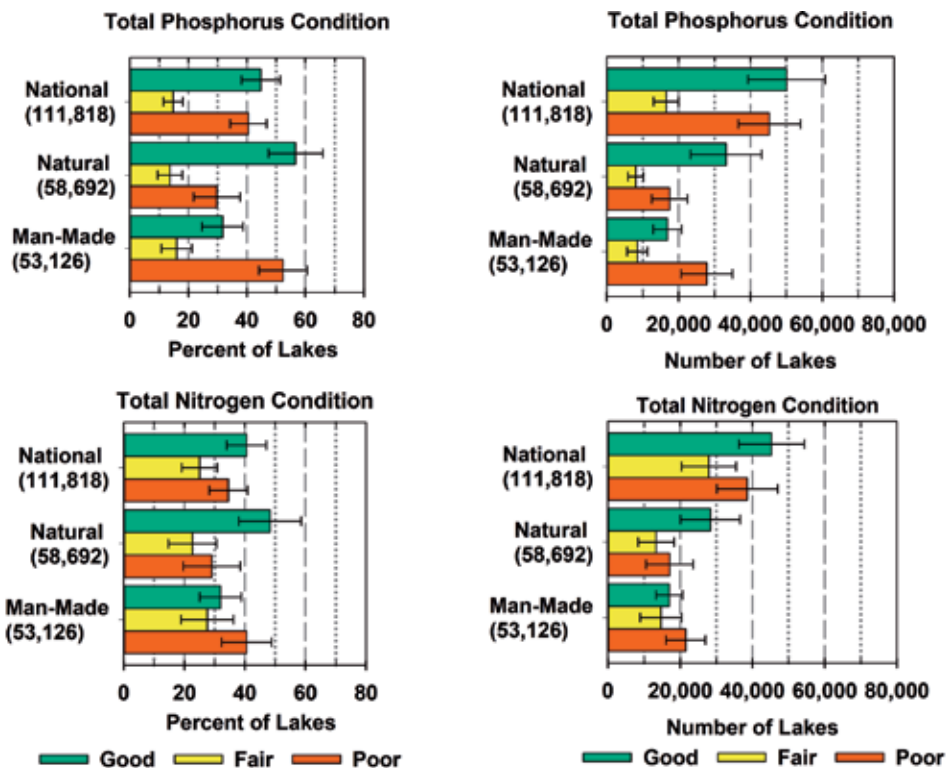 Total Phosphorus Condition
National
(111,818)
Natural
(58,692)
Man-Made
(53,126)
0 20 40 60 80
Percent of Lakes
Total Phosphorus Condition
National
(111,818)
Natural
(58,692)
Man-Made
(53,126)
0 20,000 40,000 60,000 80,000
Number of Lakes
Total Nitrogen Condition
National
(111,818)
Natural
(58,692)
Man-Made
(53,126)
0 20 40 60 80
Percent of Lakes
Good Fair Poor
Total Nitrogen Condition
National
(111,818)
Natural
(58,692)
Man-Made
(53,126)
0 20,000 40,000 60,000 80,000
Number of Lakes
Good Fair Poor